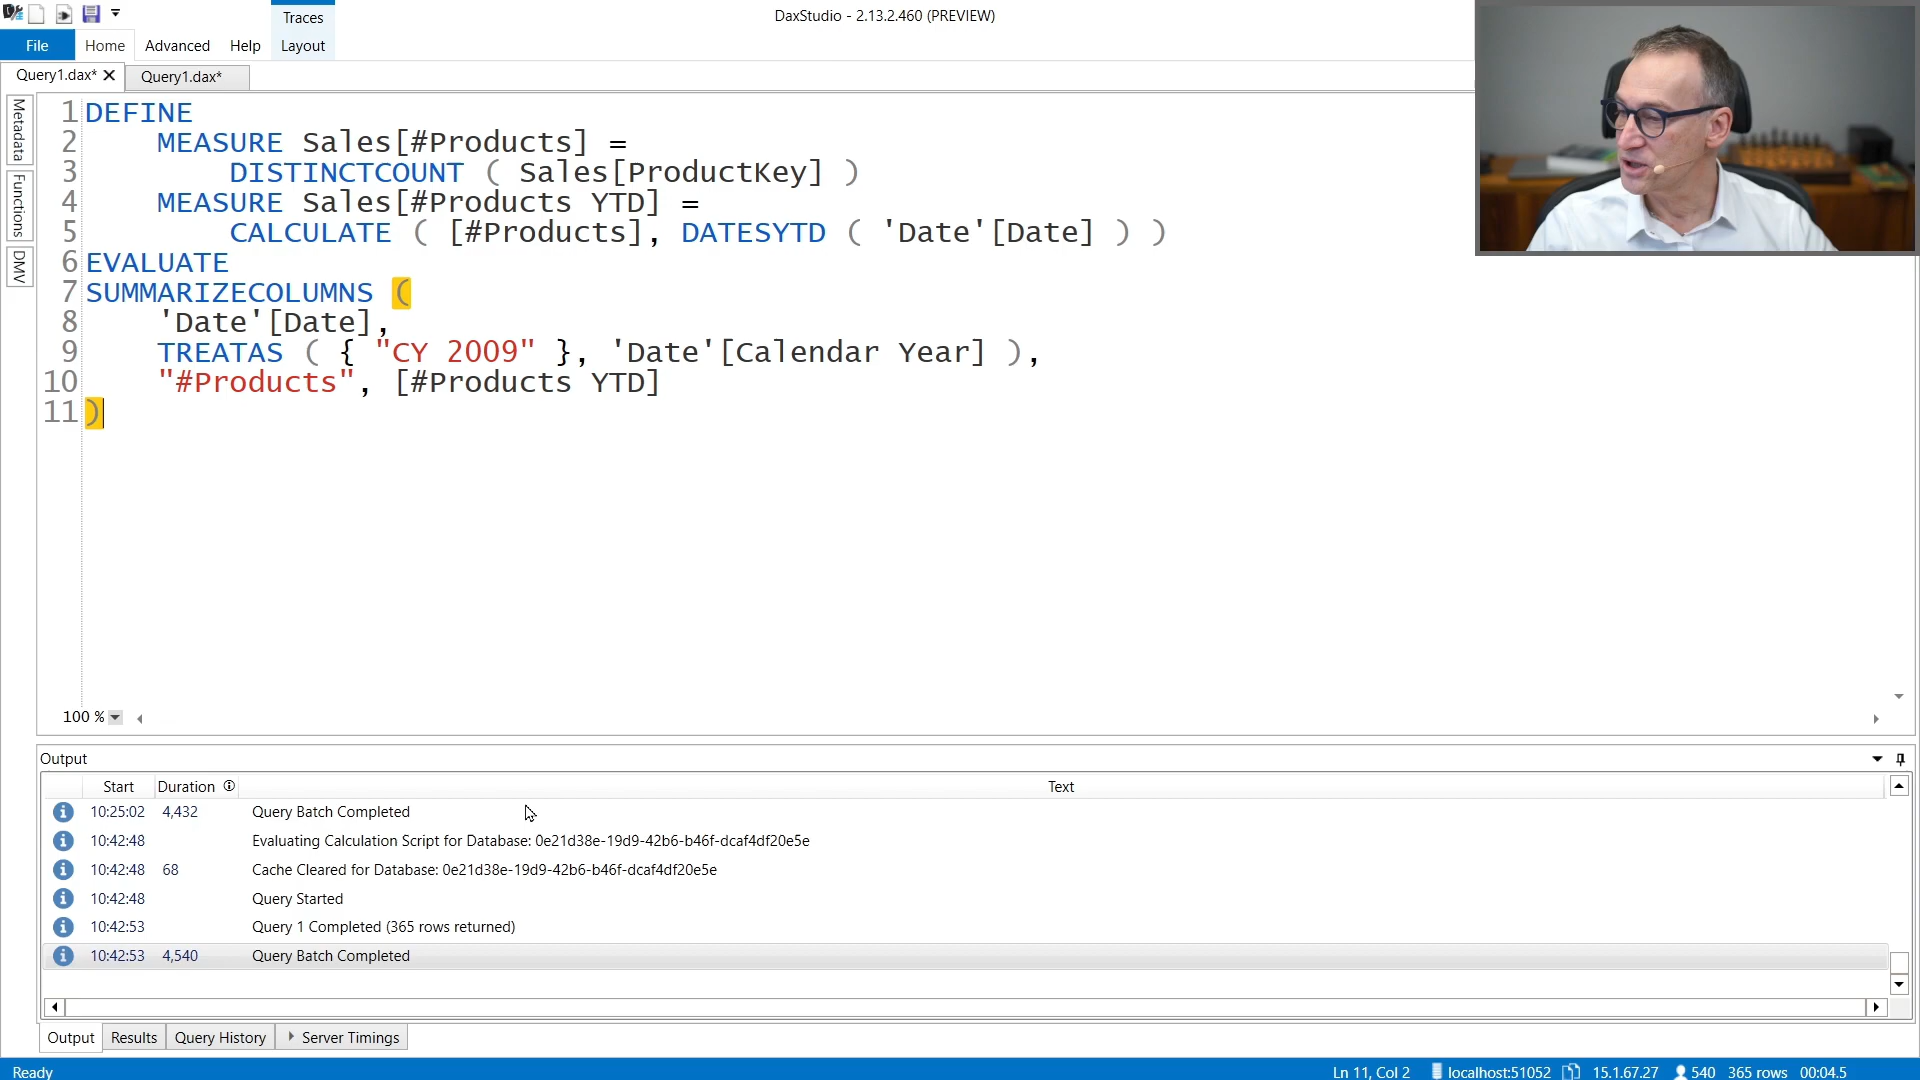 DaxStudio - 2.13.2.460 (PREVIEW)
Traces
File Home Advanced Help Layout
Query1.dax* Query1.dax*
Metadata
Functions
DMV
1 DEFINE
2 MEASURE Sales[#Products] =
3 DISTINCTCOUNT ( Sales[ProductKey] )
4 MEASURE Sales[#Products YTD] =
5 CALCULATE ( [#Products], DATESYTD ( 'Date'[Date] ) )
6 EVALUATE
7 SUMMARIZECOLUMNS (
8 'Date'[Date],
9 TREATAS ( { "CY 2009" }, 'Date'[Calendar Year] ),
10 "#Products", [#Products YTD]
11 )
100 %
Output
Start Duration Text
10:25:02 4,432 Query Batch Completed
10:42:48 Evaluating Calculation Script for Database: 0e21d38e-19d9-42b6-b46f-dcaf4df20e5e
10:42:48 68 Cache Cleared for Database: 0e21d38e-19d9-42b6-b46f-dcaf4df20e5e
10:42:48 Query Started
10:42:53 Query 1 Completed (365 rows returned)
10:42:53 4,540 Query Batch Completed
Output Results Query History Server Timings
Ready Ln 11, Col 2 localhost:51052 15.1.67.27 540 365 rows 00:04.5